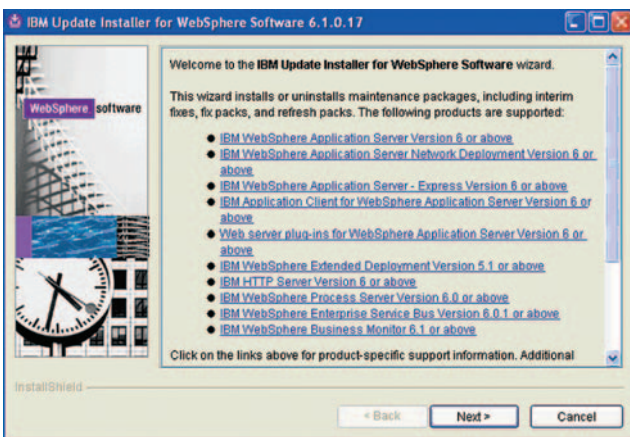 IBM Update Installer for WebSphere Software 6.1.0.17
WebSphere software
Welcome to the IBM Update Installer for WebSphere Software wizard.
This wizard installs or uninstalls maintenance packages, including interim
fixes, fix packs, and refresh packs. The following products are supported:
● IBM WebSphere Application Server Version 6 or above
● IBM WebSphere Application Server Network Deployment Version 6 or
above
● IBM WebSphere Application Server - Express Version 6 or above
● IBM Application Client for WebSphere Application Server Version 6 or
above
● Web server plug-ins for WebSphere Application Server Version 6 or
above
● IBM WebSphere Extended Deployment Version 5.1 or above
● IBM HTTP Server Version 6 or above
● IBM WebSphere Process Server Version 6.0 or above
● IBM WebSphere Enterprise Service Bus Version 6.0.1 or above
● IBM WebSphere Business Monitor 6.1 or above
Click on the links above for product-specific support information. Additional
InstallShield
< Back
Next >
Cancel